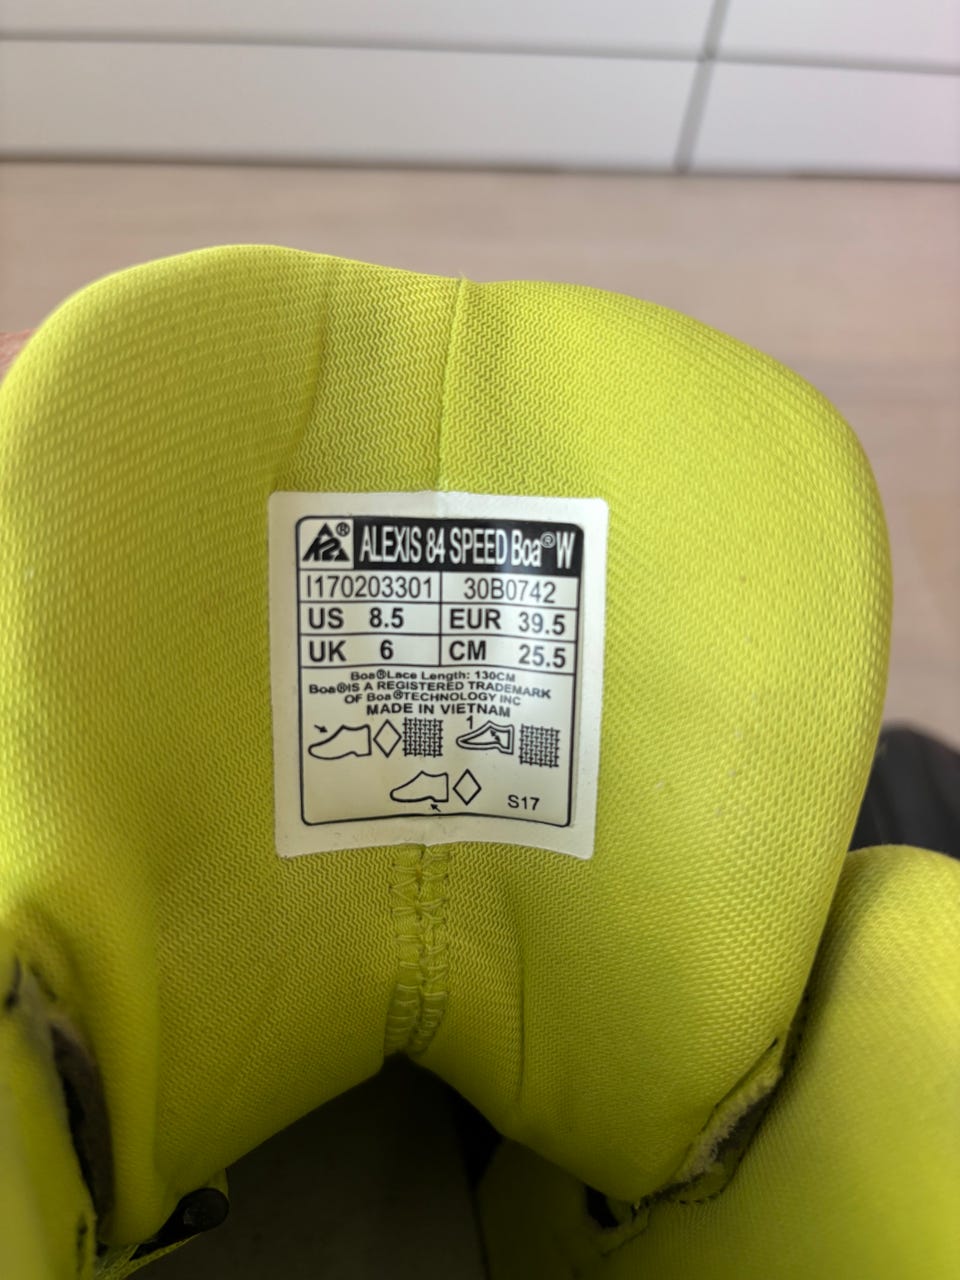 K2® ALEXIS 84 SPEED Boa® W
I170203301 30B0742
US 8.5 EUR 39.5
UK 6 CM 25.5
Boa®Lace Length: 130CM
Boa®IS A REGISTERED TRADEMARK
OF Boa®TECHNOLOGY INC
MADE IN VIETNAM
1
S17